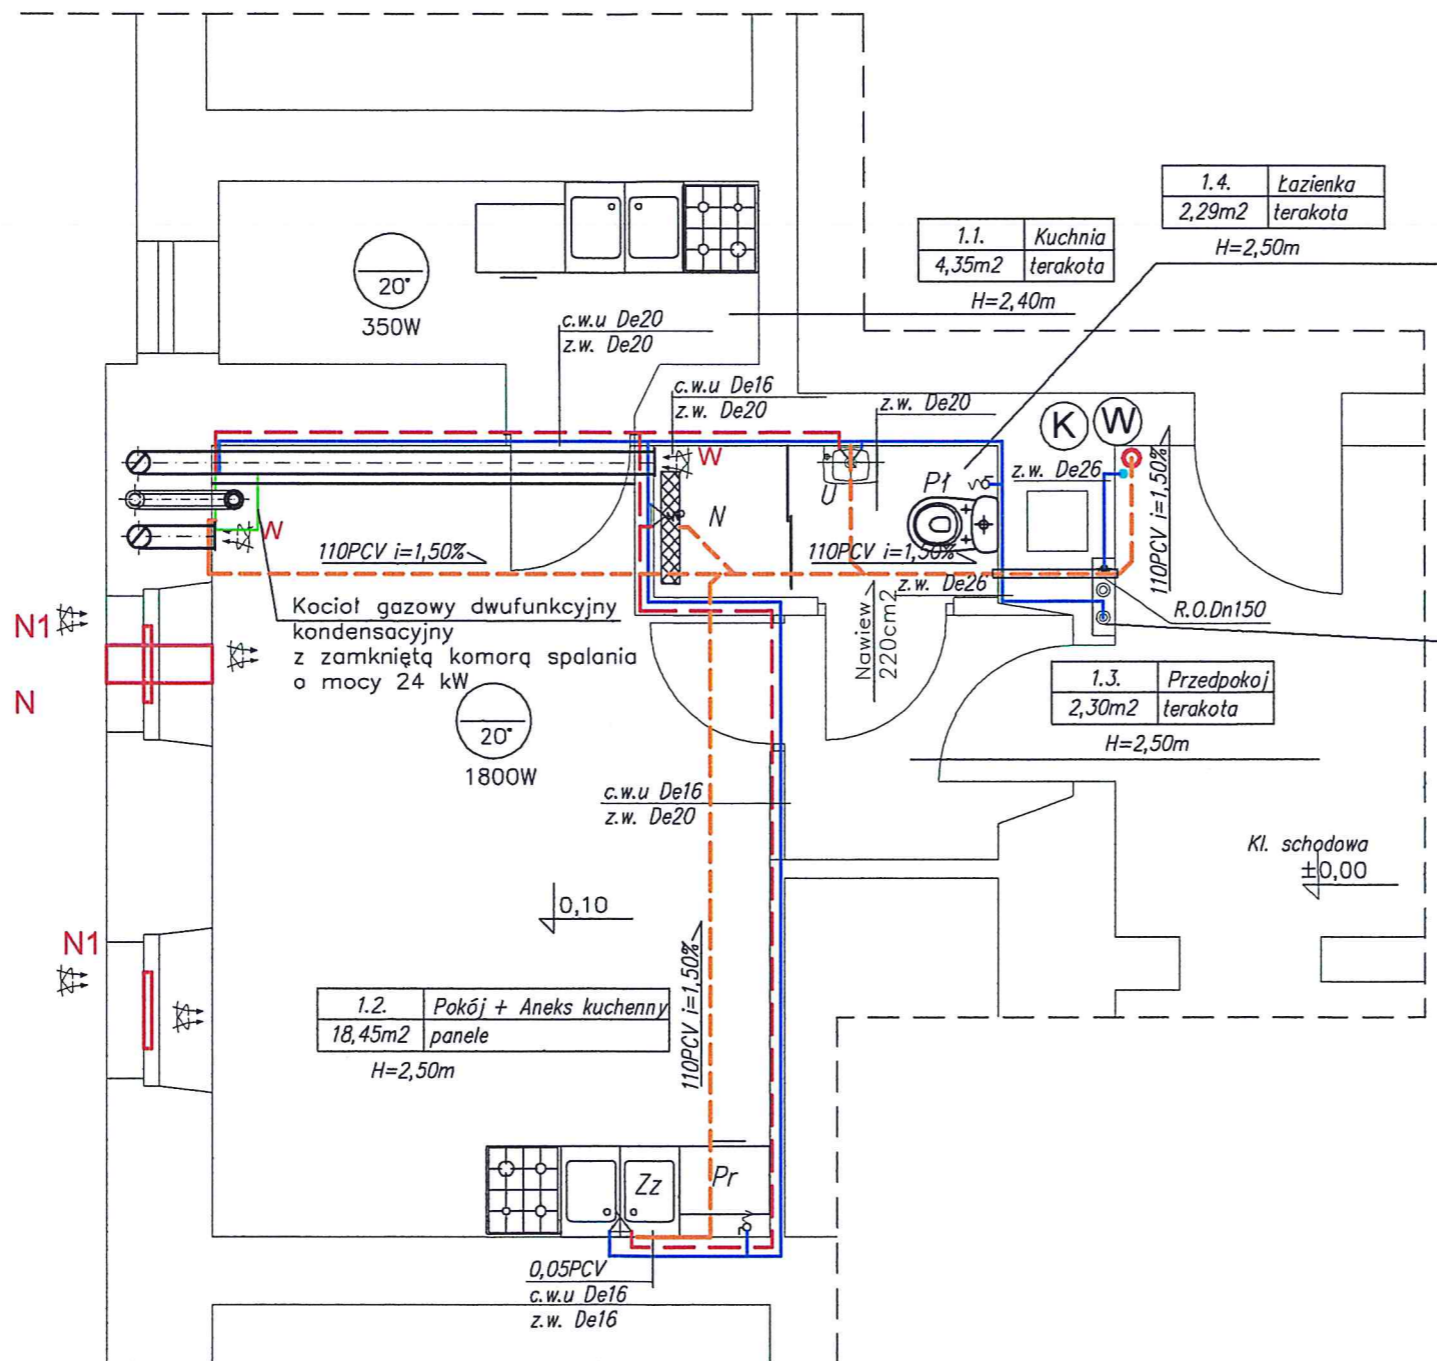 1.4. Łazienka
2,29m2 terakota
H=2,50m
1.1. Kuchnia
4,35m2 terakota
H=2,40m
20°
350W
c.w.u De20
z.w. De20
c.w.u De16
z.w. De20
z.w. De20
K W
z.w. De26
110PCV i=1,50%
W
N
Pł
W
110PCV i=1,50%
110PCV i=1,50%
z.w. De26
R.O.Dn150
Nawiew
220cm2
Kocioł gazowy dwufunkcyjny
kondensacyjny
z zamkniętą komorą spalania
o mocy 24 kW
N1
N
20°
1800W
1.3. Przedpokoj
2,30m2 terakota
H=2,50m
c.w.u De16
z.w. De20
Kl. schodowa
±0,00
0,10
N1
110PCV i=1,50%
1.2. Pokój + Aneks kuchenny
18,45m2 panele
H=2,50m
Zz
Pr
0,05PCV
c.w.u De16
z.w. De16